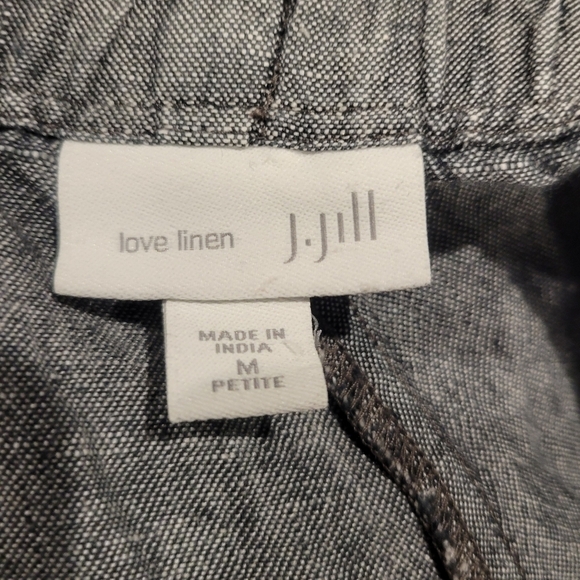 love linen J.Jill
MADE IN
INDIA
M
PETITE